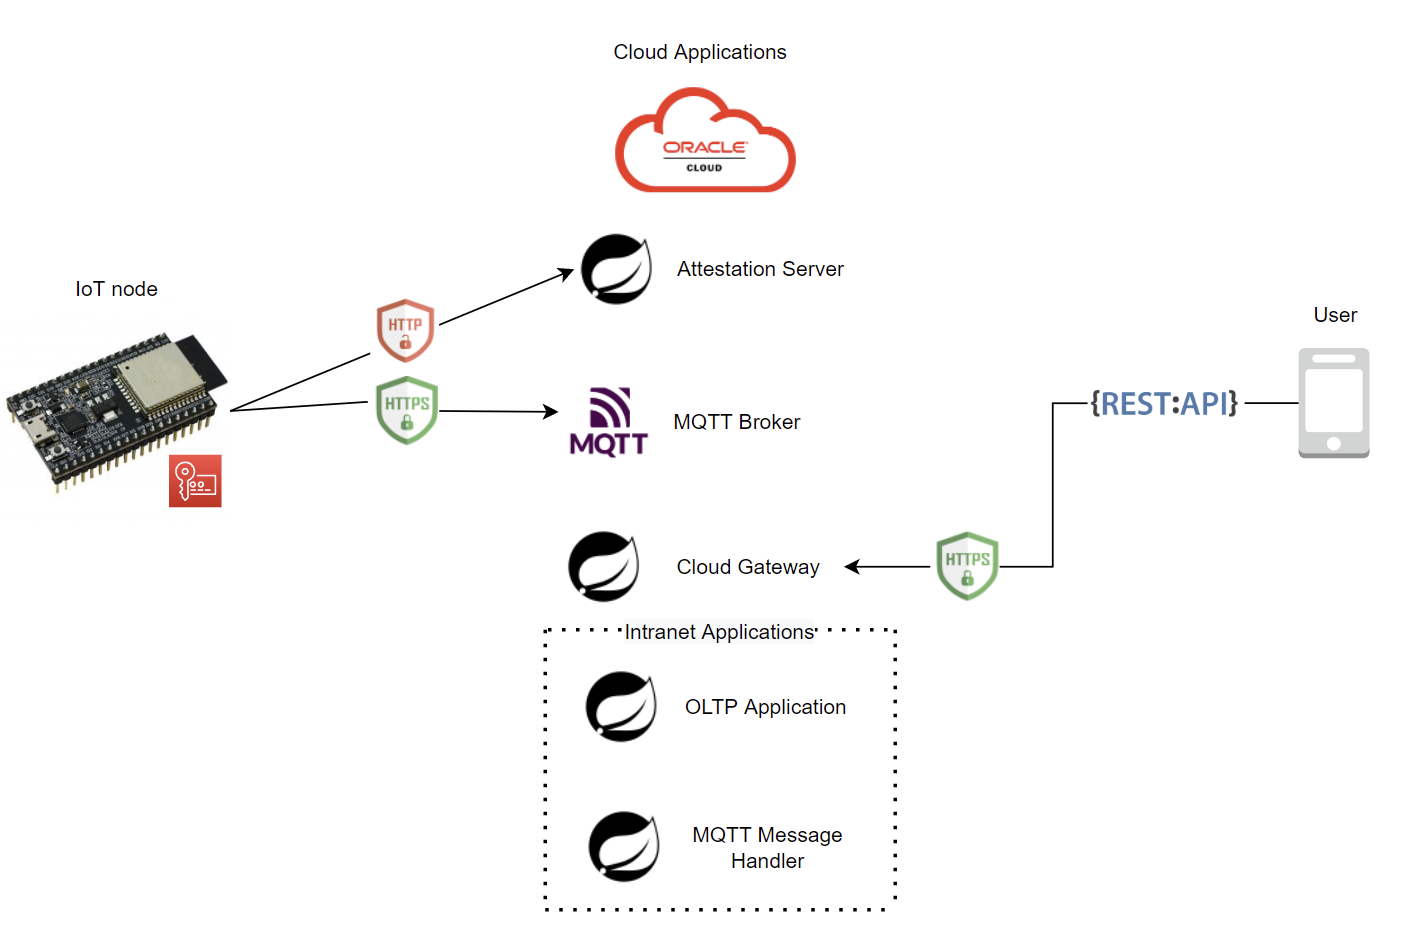 Cloud Applications
ORACLE
CLOUD
Attestation Server
IoT node
HTTP
User
HTTPS
MQTT
MQTT Broker
{REST:API}
HTTPS
Cloud Gateway
Intranet Applications
OLTP Application
MQTT Message
Handler